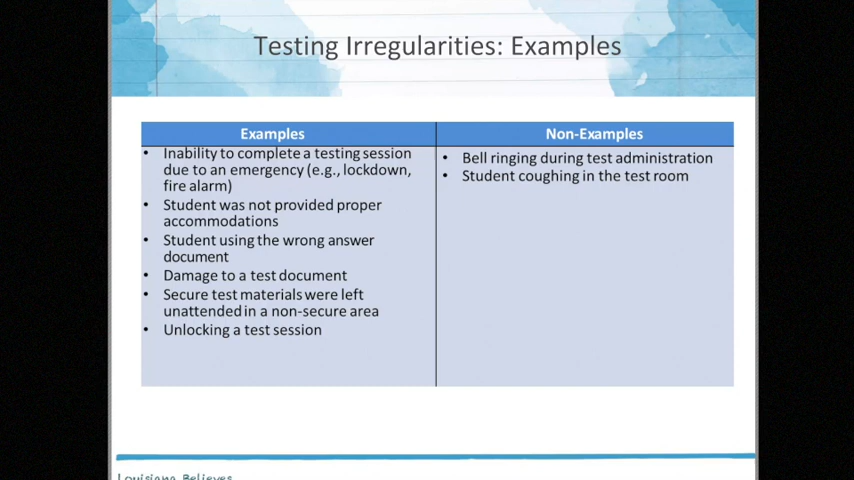 Testing Irregularities: Examples
Examples
• Inability to complete a testing session
due to an emergency (e.g., lockdown,
fire alarm)
• Student was not provided proper
accommodations
• Student using the wrong answer
document
• Damage to a test document
• Secure test materials were left
unattended in a non-secure area
• Unlocking a test session
Non-Examples
• Bell ringing during test administration
• Student coughing in the test room
Louisiana Believes